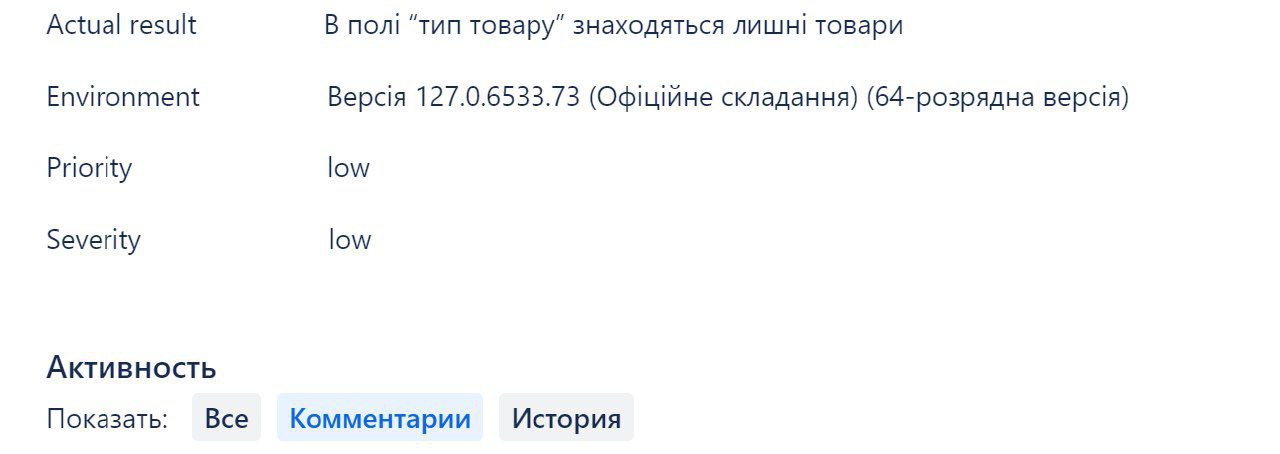 Actual result В полі “тип товару” знаходяться лишні товари
Environment Версія 127.0.6533.73 (Офіційне складання) (64-розрядна версія)
Priority low
Severity low
Активность
Показать: Все Комментарии История